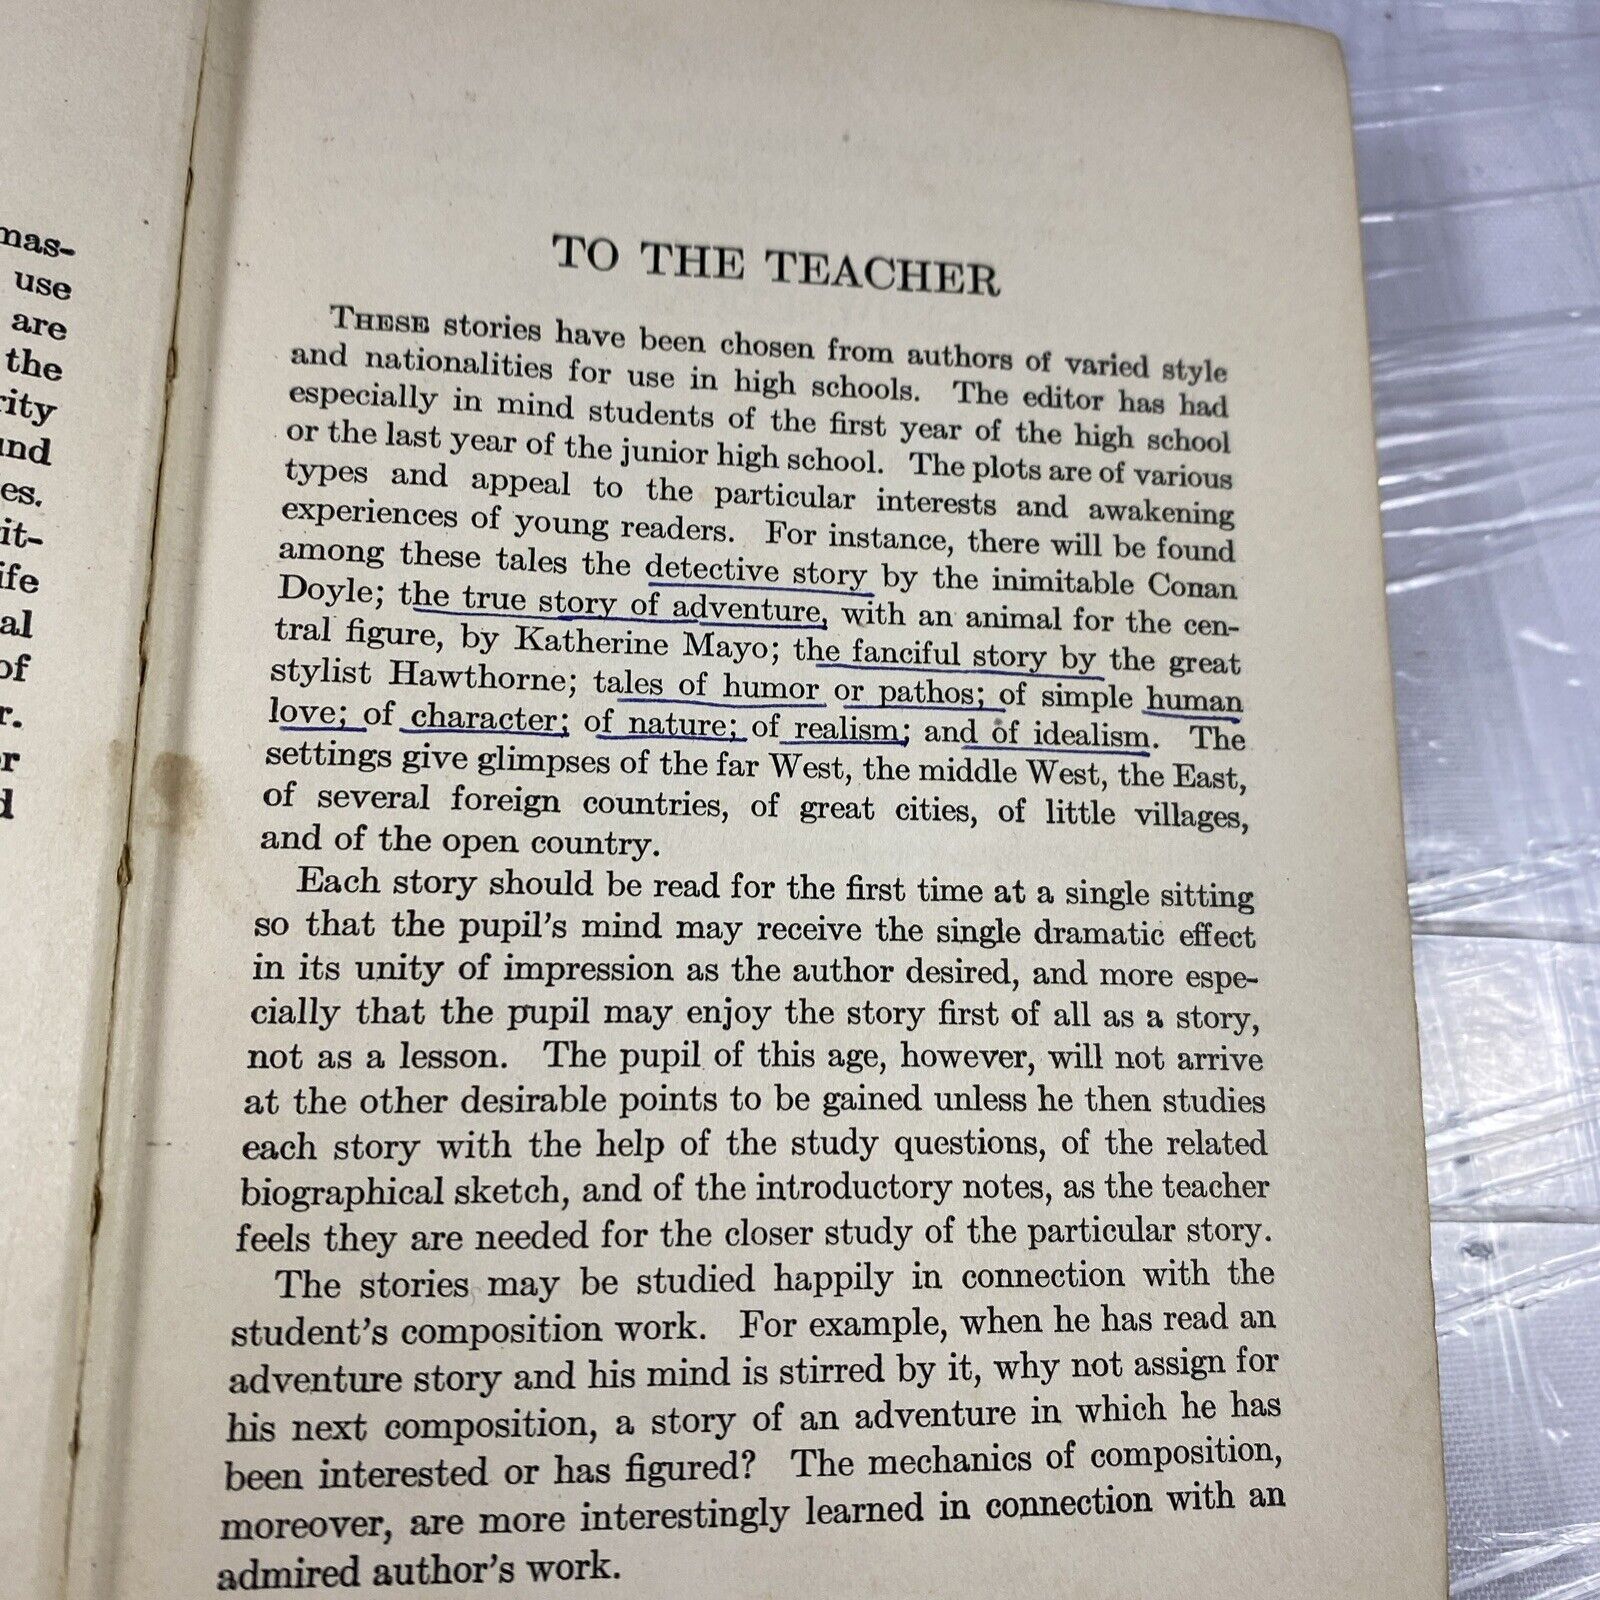 mas-
use
are
the
rity
und
es.
it-
ife
al
of
r.
or
d
TO THE TEACHER
THESE stories have been chosen from authors of varied style
and nationalities for use in high schools. The editor has had
especially in mind students of the first year of the high school
or the last year of the junior high school. The plots are of various
types and appeal to the particular interests and awakening
experiences of young readers. For instance, there will be found
among these tales the detective story by the inimitable Conan
Doyle; the true story of adventure, with an animal for the cen-
tral figure, by Katherine Mayo; the fanciful story by the great
stylist Hawthorne; tales of humor or pathos; of simple human
love; of character; of nature; of realism; and of idealism. The
settings give glimpses of the far West, the middle West, the East,
of several foreign countries, of great cities, of little villages,
and of the open country.
Each story should be read for the first time at a single sitting
so that the pupil's mind may receive the single dramatic effect
in its unity of impression as the author desired, and more espe-
cially that the pupil may enjoy the story first of all as a story,
not as a lesson. The pupil of this age, however, will not arrive
at the other desirable points to be gained unless he then studies
each story with the help of the study questions, of the related
biographical sketch, and of the introductory notes, as the teacher
feels they are needed for the closer study of the particular story.
The stories may be studied happily in connection with the
student's composition work. For example, when he has read an
adventure story and his mind is stirred by it, why not assign for
his next composition, a story of an adventure in which he has
been interested or has figured? The mechanics of composition,
moreover, are more interestingly learned in connection with an
admired author's work.